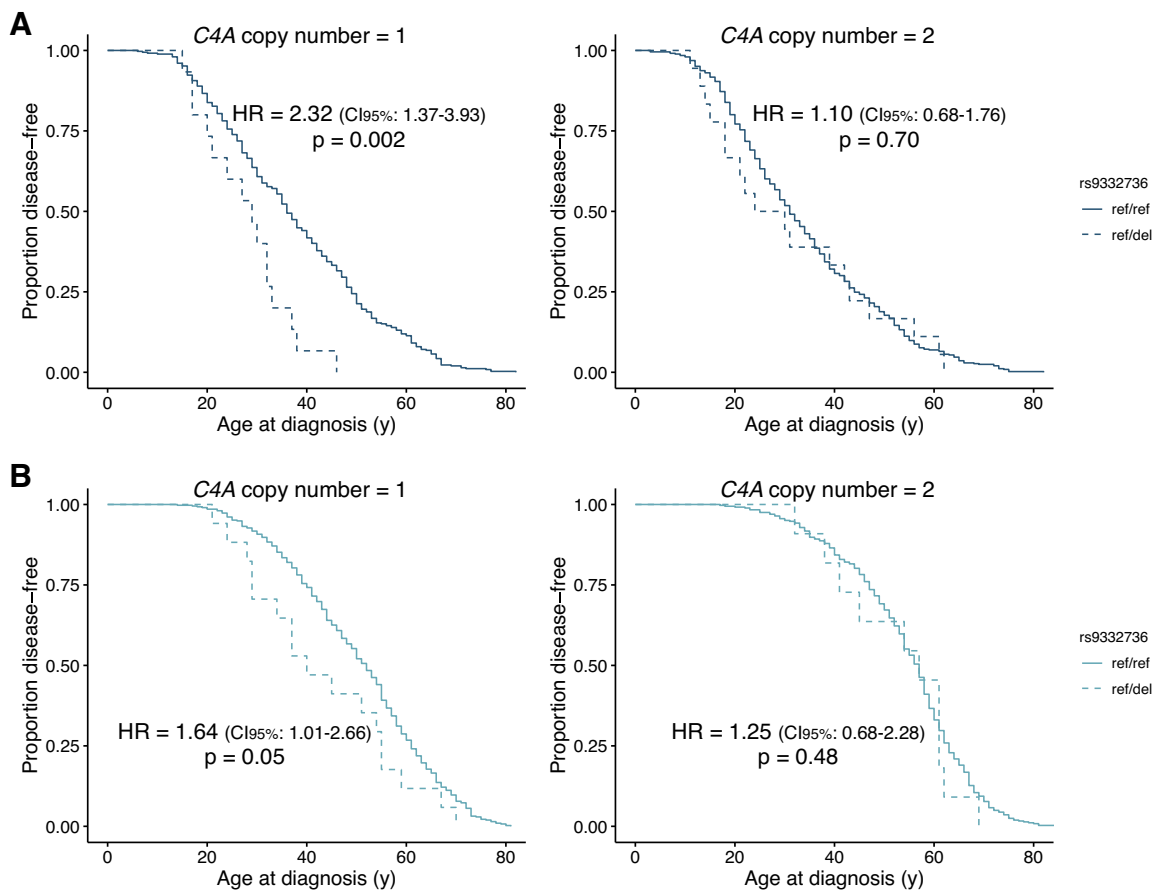 A
C4A copy number = 1
HR = 2.32 (CI95%: 1.37-3.93)
p = 0.002
Proportion disease−free
1.00
0.75
0.50
0.25
0.00
0
20
40
60
80
Age at diagnosis (y)
C4A copy number = 2
HR = 1.10 (CI95%: 0.68-1.76)
p = 0.70
Proportion disease−free
1.00
0.75
0.50
0.25
0.00
0
20
40
60
80
Age at diagnosis (y)
rs9332736
ref/ref
ref/del
B
C4A copy number = 1
HR = 1.64 (CI95%: 1.01-2.66)
p = 0.05
Proportion disease−free
1.00
0.75
0.50
0.25
0.00
0
20
40
60
80
Age at diagnosis (y)
C4A copy number = 2
HR = 1.25 (CI95%: 0.68-2.28)
p = 0.48
Proportion disease−free
1.00
0.75
0.50
0.25
0.00
0
20
40
60
80
Age at diagnosis (y)
rs9332736
ref/ref
ref/del